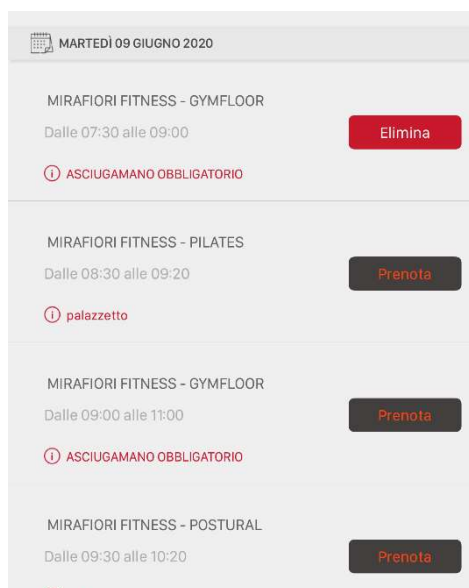 MARTEDÌ 09 GIUGNO 2020
MIRAFIORI FITNESS - GYMFLOOR
Dalle 07:30 alle 09:00
Elimina
ASCIUGAMANO OBBLIGATORIO
MIRAFIORI FITNESS - PILATES
Dalle 08:30 alle 09:20
Prenota
palazzetto
MIRAFIORI FITNESS - GYMFLOOR
Dalle 09:00 alle 11:00
Prenota
ASCIUGAMANO OBBLIGATORIO
MIRAFIORI FITNESS - POSTURAL
Dalle 09:30 alle 10:20
Prenota